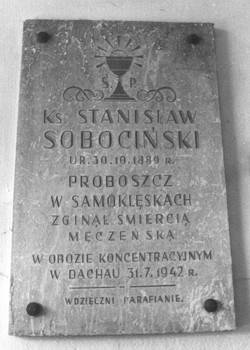 Ś. P.
Ks. STANISŁAW
SOBOCIŃSKI
UR. 30.10.1889 R.
PROBOSZCZ
W SAMOKLĘSKACH
ZGINĄŁ ŚMIERCIĄ
MĘCZEŃSKĄ
W OBOZIE KONCENTRACYJNYM
W DACHAU 31.7.1942 R.
WDZIĘCZNI PARAFIANIE.